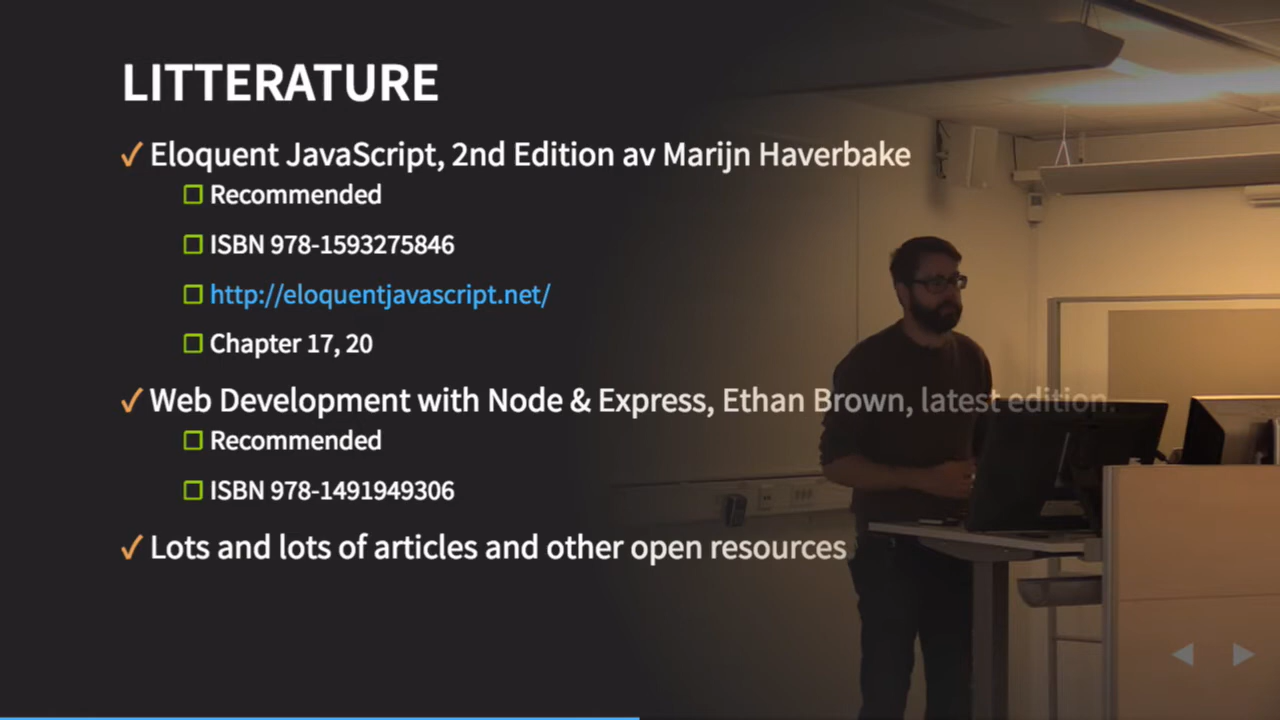 LITTERATURE
Eloquent JavaScript, 2nd Edition av Marijn Haverbake
Recommended
ISBN 978-1593275846
http://eloquentjavascript.net/
Chapter 17, 20
Web Development with Node & Express, Ethan Brown, latest edition.
Recommended
ISBN 978-1491949306
Lots and lots of articles and other open resources